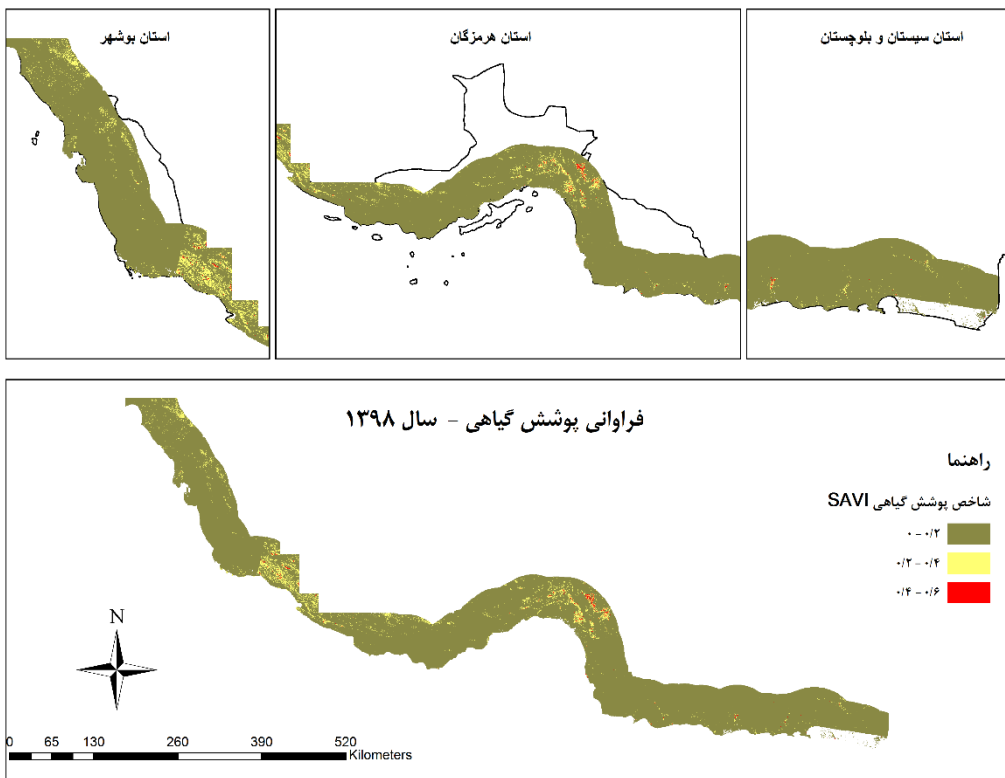 استان بوشهر
استان هرمزگان
استان سیستان و بلوچستان
فراوانی پوشش گیاهی - سال ۱۳۹۸
راهنما
شاخص پوشش گیاهی SAVI
۰ - ۰/۲
۰/۲ - ۰/۴
۰/۴ - ۰/۶
N
0 65 130 260 390 520
Kilometers